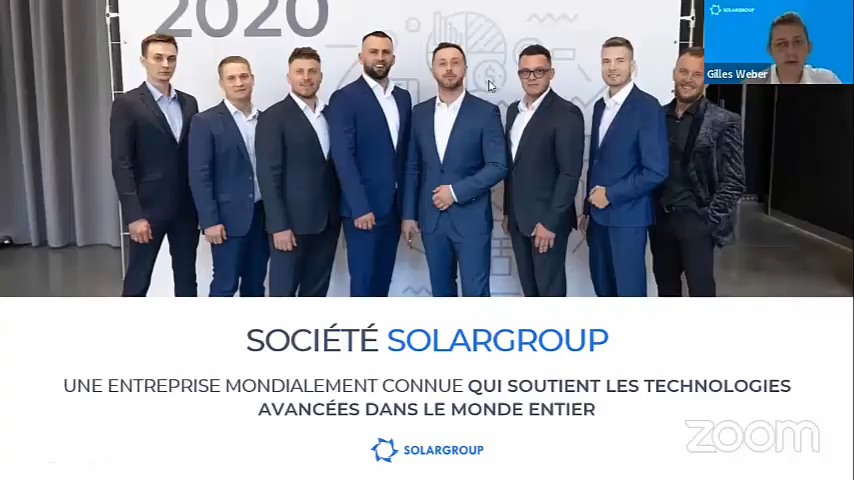 2020
SOLARGROUP
Gilles Weber
SOCIÉTÉ SOLARGROUP
UNE ENTREPRISE MONDIALEMENT CONNUE QUI SOUTIENT LES TECHNOLOGIES
AVANCÉES DANS LE MONDE ENTIER
SOLARGROUP
zoom